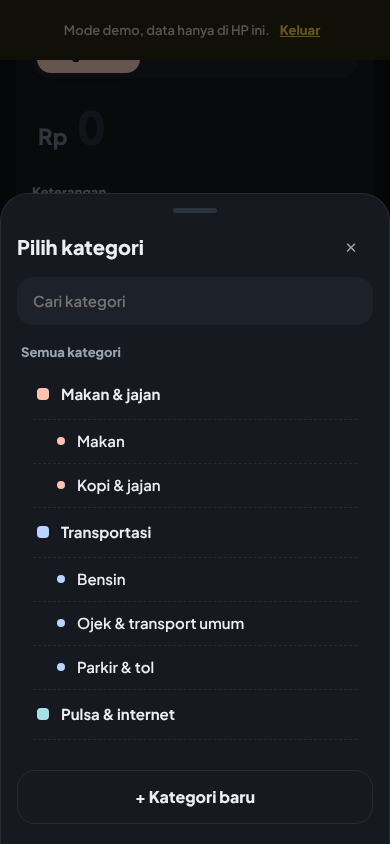 Mode demo, data hanya di HP ini. Keluar
Rp 0
Keterangan
Pilih kategori
×
Cari kategori
Semua kategori
Makan & jajan
Makan
Kopi & jajan
Transportasi
Bensin
Ojek & transport umum
Parkir & tol
Pulsa & internet
+ Kategori baru